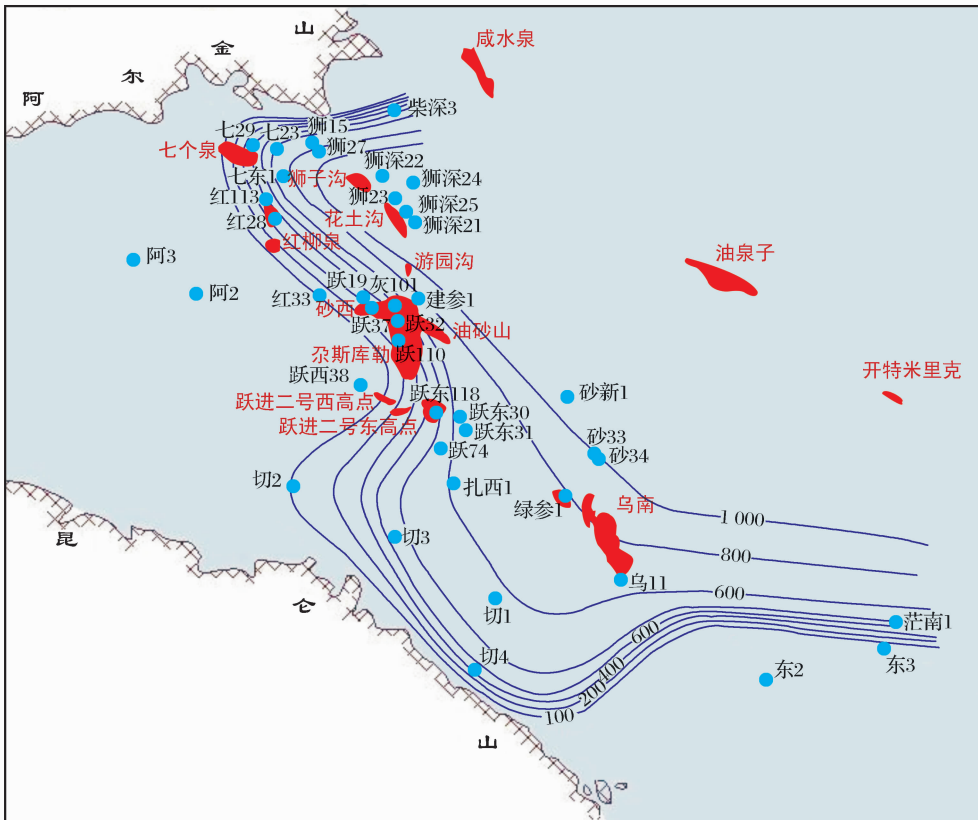 咸水泉
阿尔金山
柴深3
七29
七23
狮15
狮27
七个泉
七东1
狮子沟
狮深22
狮深24
红113
狮23
狮深25
红28
花土沟
狮深21
红柳泉
阿3
游园沟
油泉子
阿2
红33
跃19
灰101
建参1
砂西
跃37
跃32
油砂山
尕斯库勒
跃110
开特米里克
跃西38
跃东118
砂新1
跃进二号西高点
跃东30
跃进二号东高点
跃东31
跃74
砂33
砂34
切2
扎西1
绿参1
乌南
1 000
800
切3
乌11
600
切1
茫南1
昆仑山
600
切4
400
东3
200
东2
100